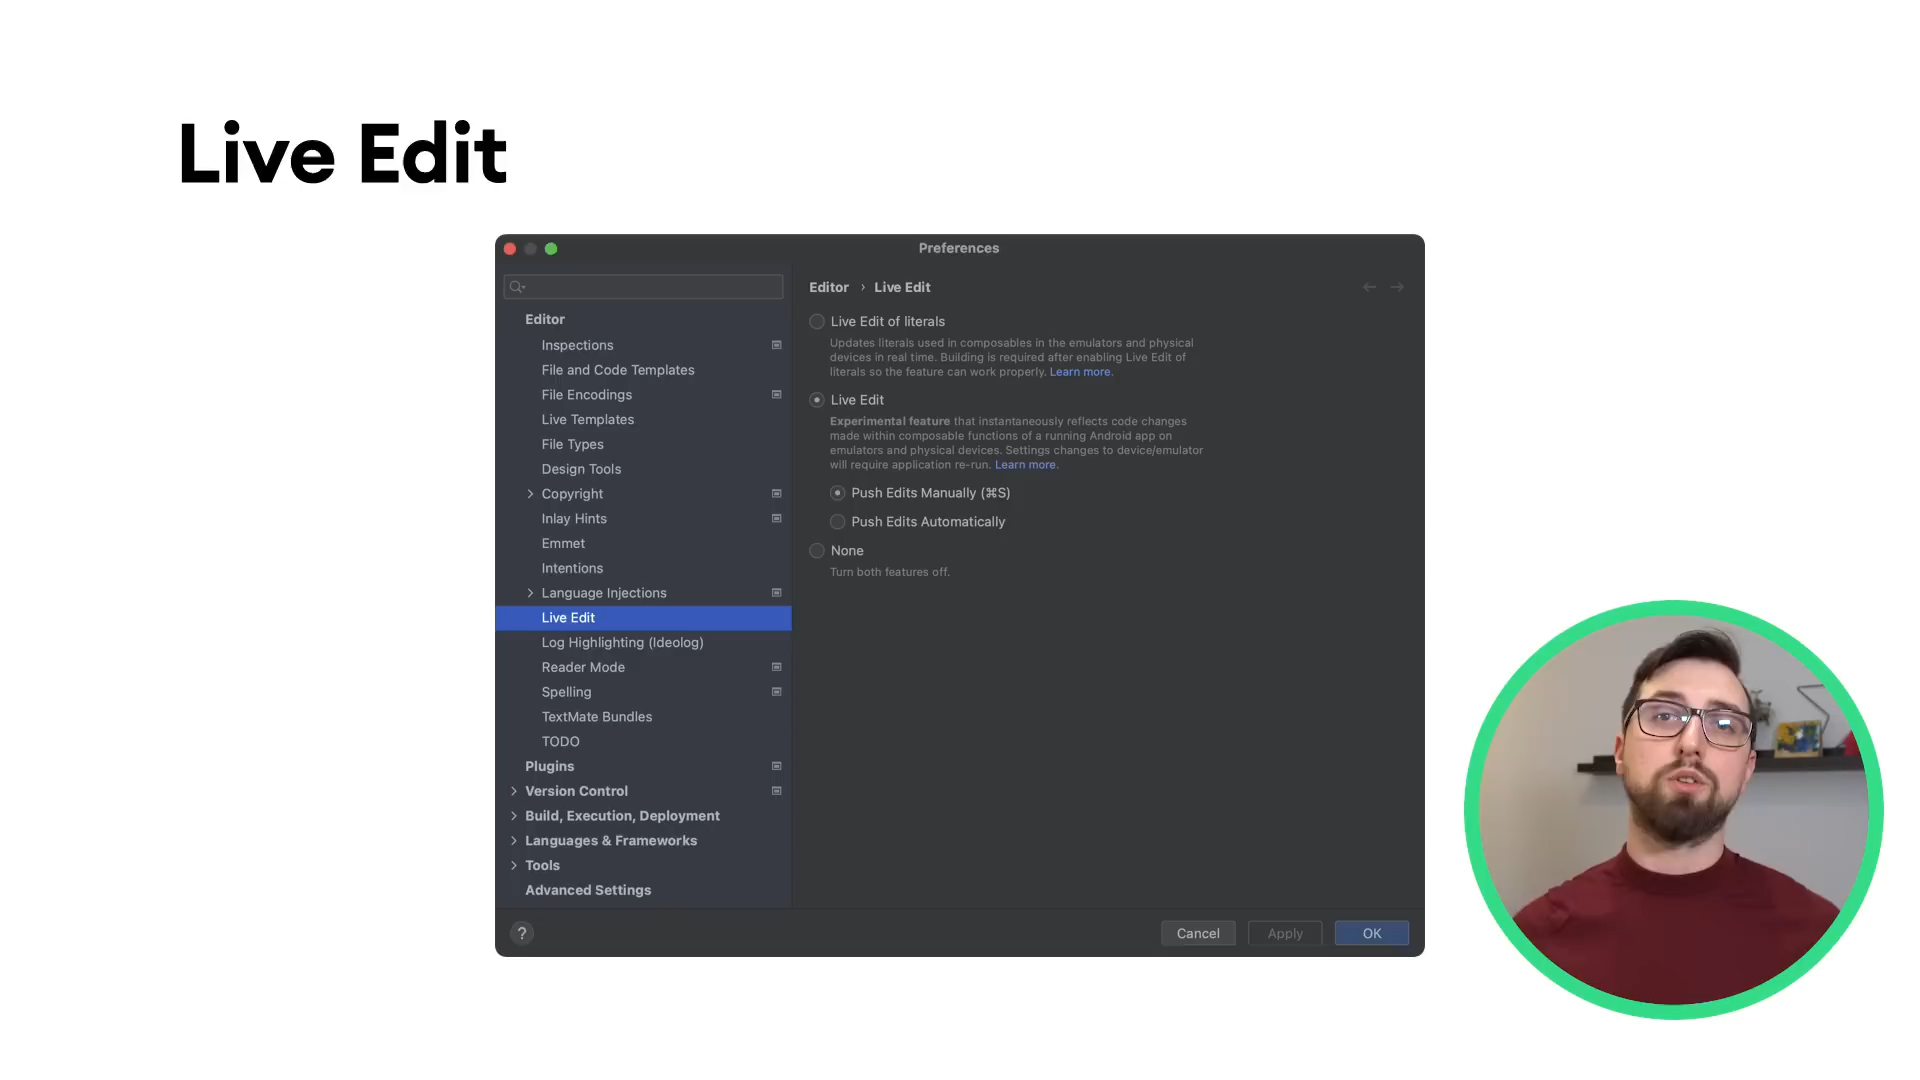 Live Edit
Preferences
Editor
Inspections
File and Code Templates
File Encodings
Live Templates
File Types
Design Tools
Copyright
Inlay Hints
Emmet
Intentions
Language Injections
Live Edit
Log Highlighting (Ideolog)
Reader Mode
Spelling
TextMate Bundles
TODO
Plugins
Version Control
Build, Execution, Deployment
Languages & Frameworks
Tools
Advanced Settings
Editor › Live Edit
Live Edit of literals
Updates literals used in composables in the emulators and physical
devices in real time. Building is required after enabling Live Edit of
literals so the feature can work properly. Learn more.
Live Edit
Experimental feature that instantaneously reflects code changes
made within composable functions of a running Android app on
emulators and physical devices. Settings changes to device/emulator
will require application re-run. Learn more.
Push Edits Manually (⌘S)
Push Edits Automatically
None
Turn both features off.
?
Cancel
Apply
OK